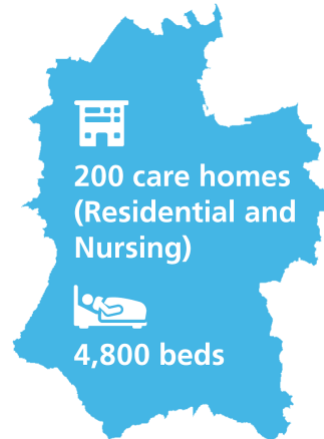 200 care homes
(Residential and
Nursing)
4,800 beds